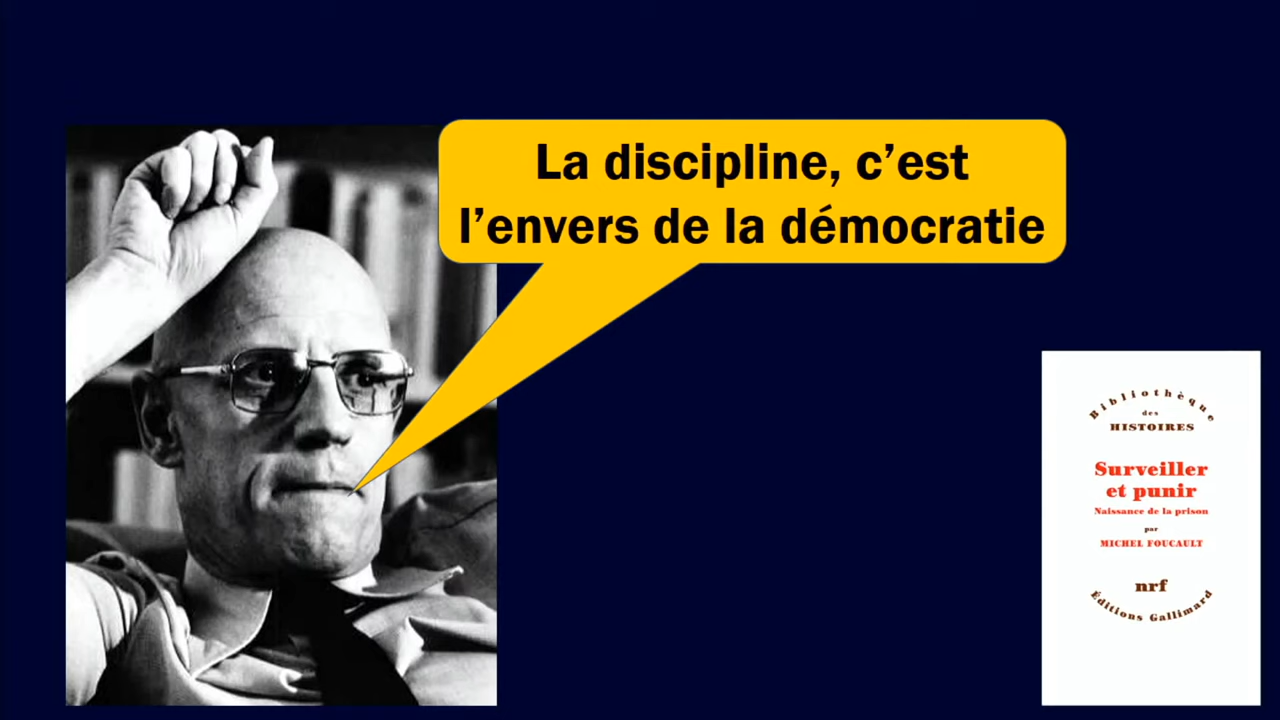 La discipline, c’est
l’envers de la démocratie
Bibliothèque
des
HISTOIRES
Surveiller
et punir
Naissance de la prison
par
MICHEL FOUCAULT
nrf
Éditions Gallimard